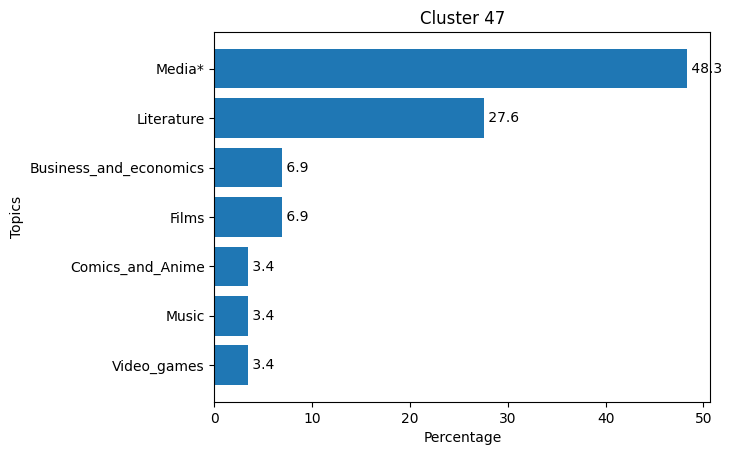 Cluster 47
Topics
Media* 48.3
Literature 27.6
Business_and_economics 6.9
Films 6.9
Comics_and_Anime 3.4
Music 3.4
Video_games 3.4
0 10 20 30 40 50
Percentage